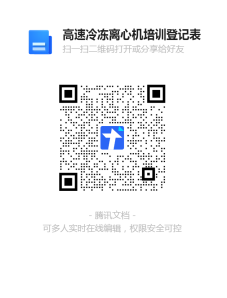 高速冷冻离心机培训登记表
扫一扫二维码打开或分享给好友
- 腾讯文档 -
可多人实时在线编辑，权限安全可控